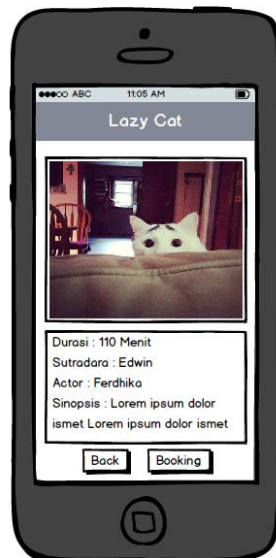 ABC 11:05 AM
Lazy Cat
Durasi : 110 Menit
Sutradara : Edwin
Actor : Ferdhika
Sinopsis : Lorem ipsum dolor
ismet Lorem ipsum dolor ismet
Back Booking